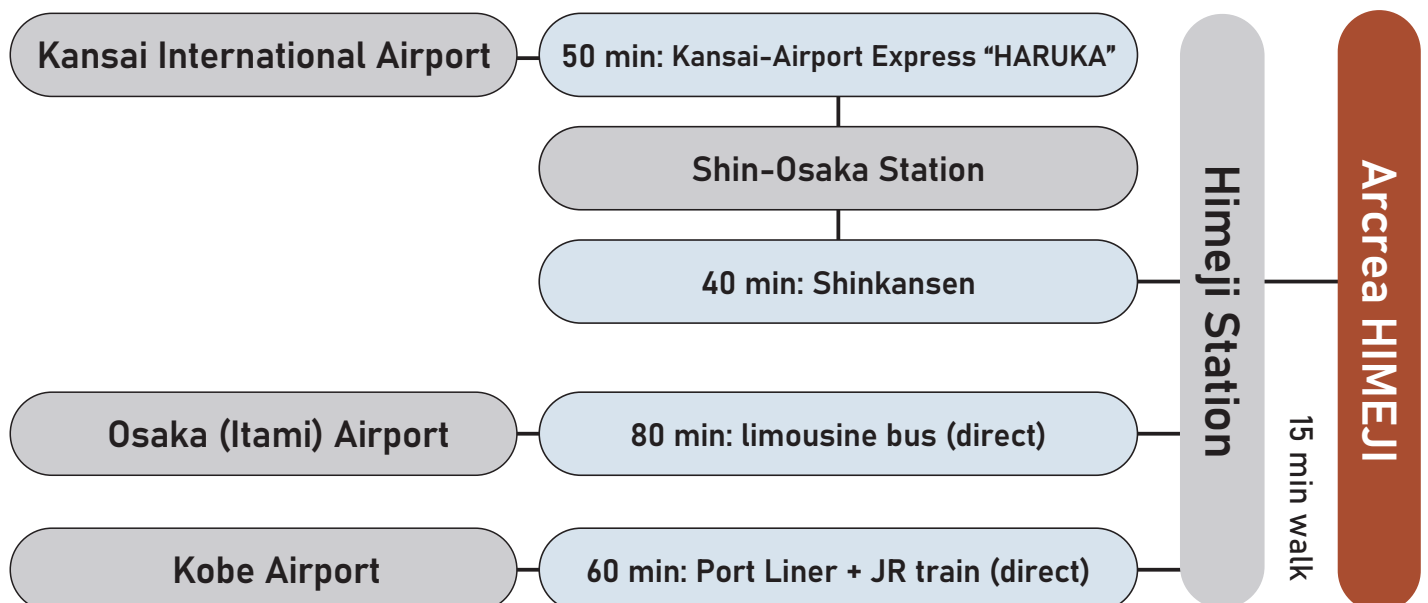 Kansai International Airport
50 min: Kansai-Airport Express “HARUKA”
Shin-Osaka Station
40 min: Shinkansen
Osaka (Itami) Airport
80 min: limousine bus (direct)
Kobe Airport
60 min: Port Liner + JR train (direct)
Himeji Station
15 min walk
Arcrea HIMEJI